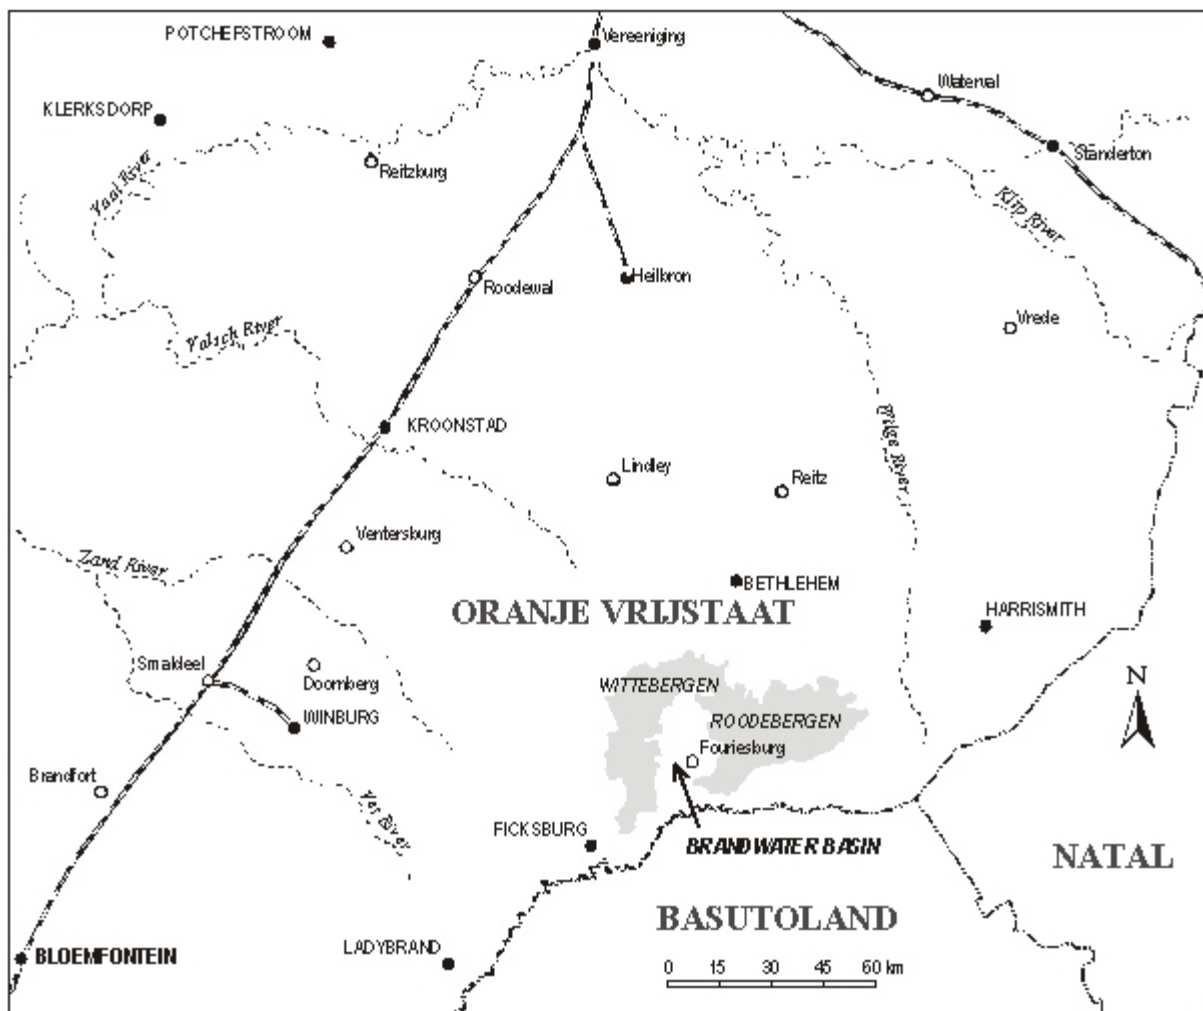 POTCHEFSTROOM
Vereeniging
Waterval
KLERKSDORP
Standerton
Reitzburg
Vaal River
Klip River
Roodewal
Heilbron
Vrede
Valsch River
KROONSTAD
Wilge River
Lindley
Reitz
Ventersburg
Zand River
BETHLEHEM
ORANJE VRIJSTAAT
HARRISMITH
Smaldeel
Doornberg
WITTEBERGEN
N
WINBURG
ROODEBERGEN
Fouriesburg
Brandfort
Vet River
FICKSBURG
BRANDWATER BASIN
NATAL
BASUTOLAND
BLOEMFONTEIN
LADYBRAND
0 15 30 45 60 km